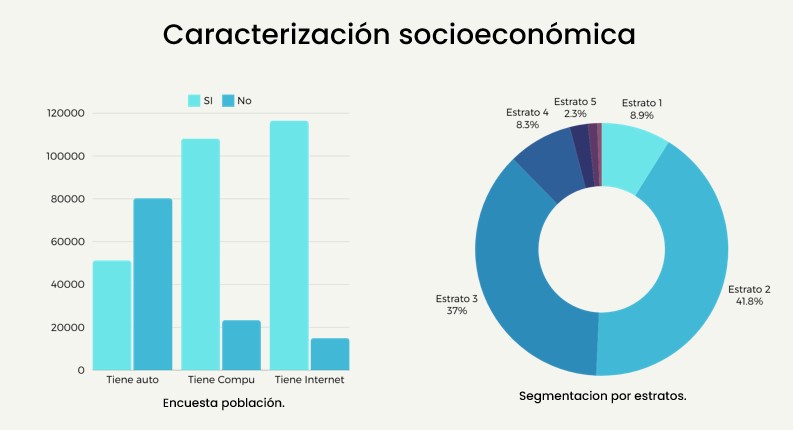 Caracterización socioeconómica
SI No
120000
100000
80000
60000
40000
20000
0
Tiene auto Tiene Compu Tiene Internet
Encuesta población.
Estrato 1
8.9%
Estrato 2
41.8%
Estrato 3
37%
Estrato 4
8.3%
Estrato 5
2.3%
Segmentacion por estratos.